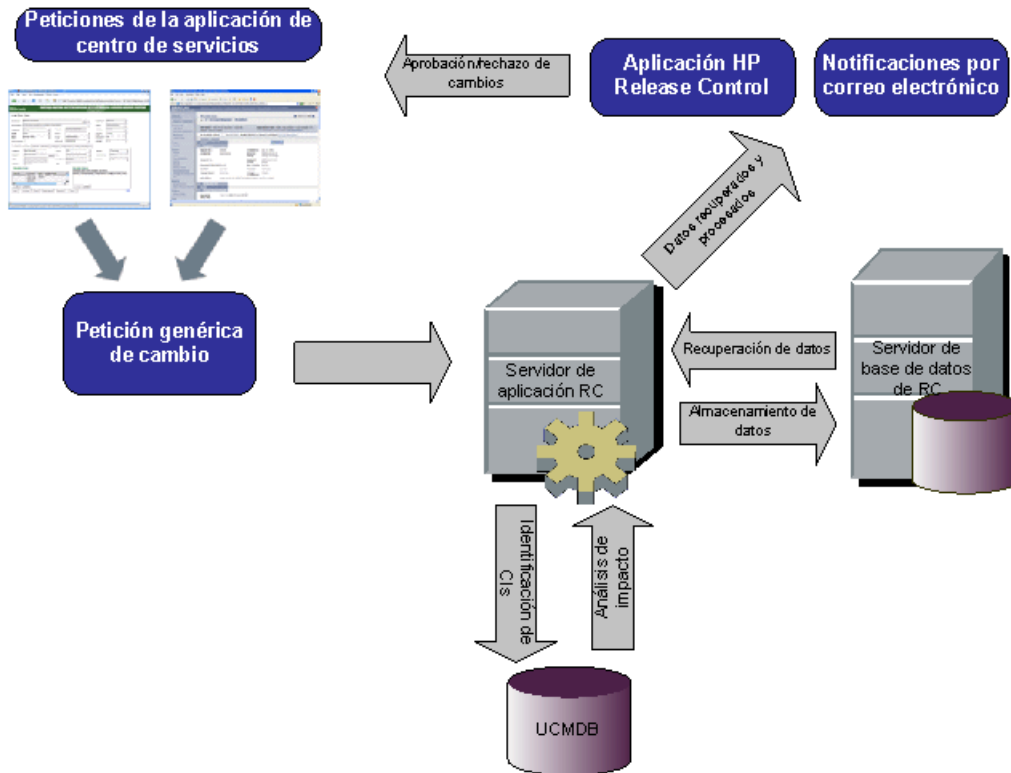 Peticiones de la aplicación de
centro de servicios
Aprobación/rechazo de
cambios
Aplicación HP
Release Control
Notificaciones por
correo electrónico
Datos recuperados y
procesados
Petición genérica
de cambio
Servidor de
aplicación RC
Recuperación de datos
Servidor de
base de datos
de RC
Almacenamiento de
datos
Identificación de
CIs
Análisis de
impacto
UCMDB